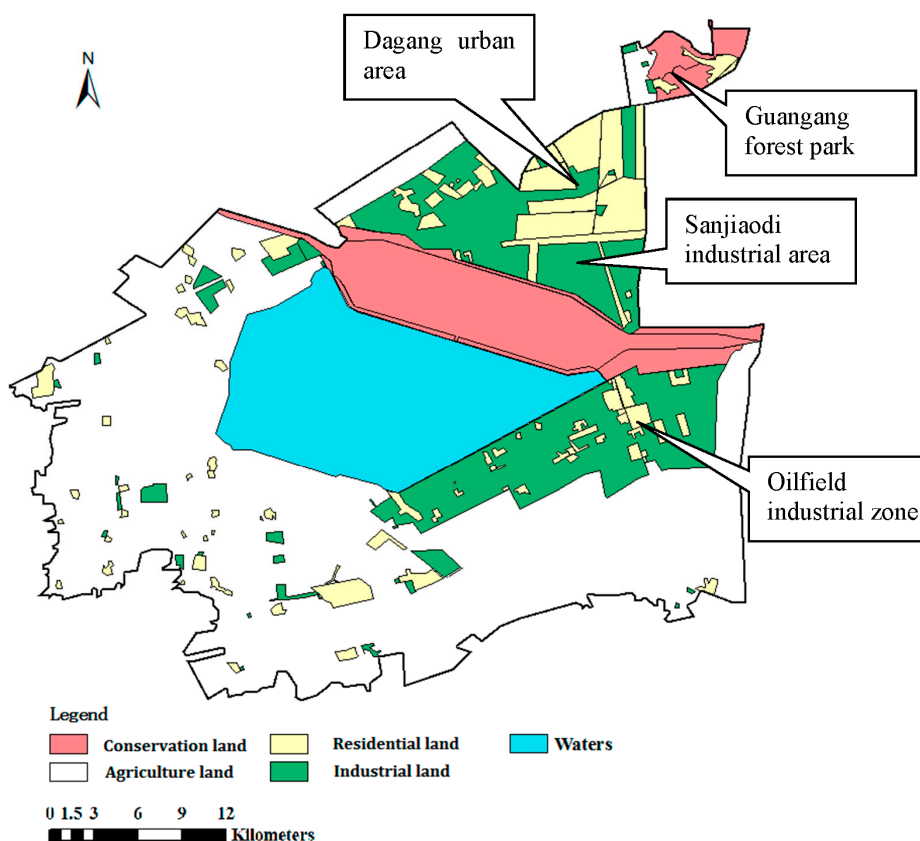 N
Dagang urban
area
Guangang
forest park
Sanjiaodi
industrial area
Oilfield
industrial zone
Legend
Conservation land
Residential land
Waters
Agriculture land
Industrial land
0 1.5 3 6 9 12
Kilometers